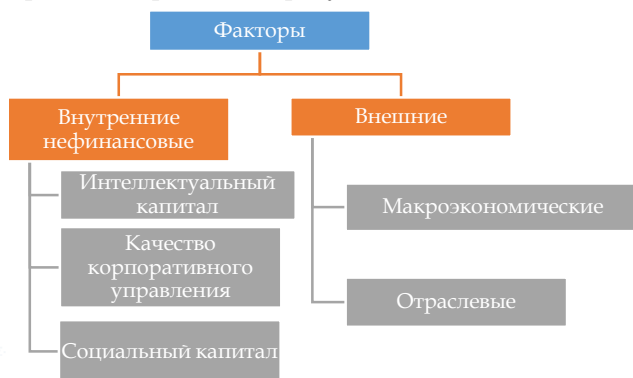 Факторы
Внутренние
нефинансовые
Внешние
Интеллектуальный
капитал
Качество
корпоративного
управления
Социальный капитал
Макроэкономические
Отраслевые